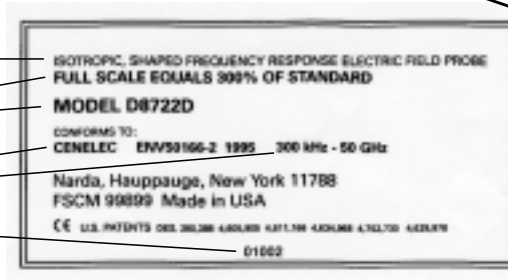 ISOTROPIC, SHAPED FREQUENCY RESPONSE ELECTRIC FIELD PROBE
FULL SCALE EQUALS 300% OF STANDARD
MODEL D8722D
CONFORMS TO:
CENELEC ENV50166-2 1995 300 kHz - 50 GHz
Narda, Hauppauge, New York 11788
FSCM 99899 Made in USA
CE U.S. PATENTS DES.
01002